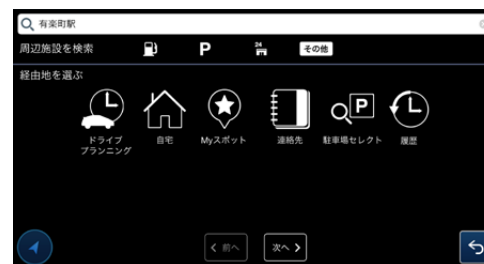 有楽町駅
周辺施設を検索
P
24
その他
経由地を選ぶ
ドライブ
プランニング
自宅
Myスポット
連絡先
P
駐車場セレクト
履歴
前へ
次へ